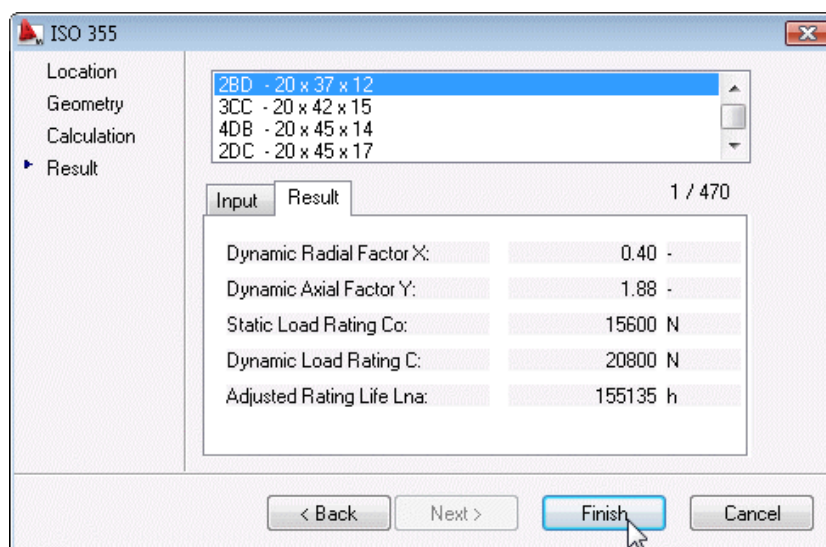 ISO 355
Location
Geometry
Calculation
Result
2BD - 20 x 37 x 12
3CC - 20 x 42 x 15
4DB - 20 x 45 x 14
2DC - 20 x 45 x 17
Input Result 1 / 470
Dynamic Radial Factor X: 0.40 -
Dynamic Axial Factor Y: 1.88 -
Static Load Rating Co: 15600 N
Dynamic Load Rating C: 20800 N
Adjusted Rating Life Lna: 155135 h
< Back Next > Finish Cancel